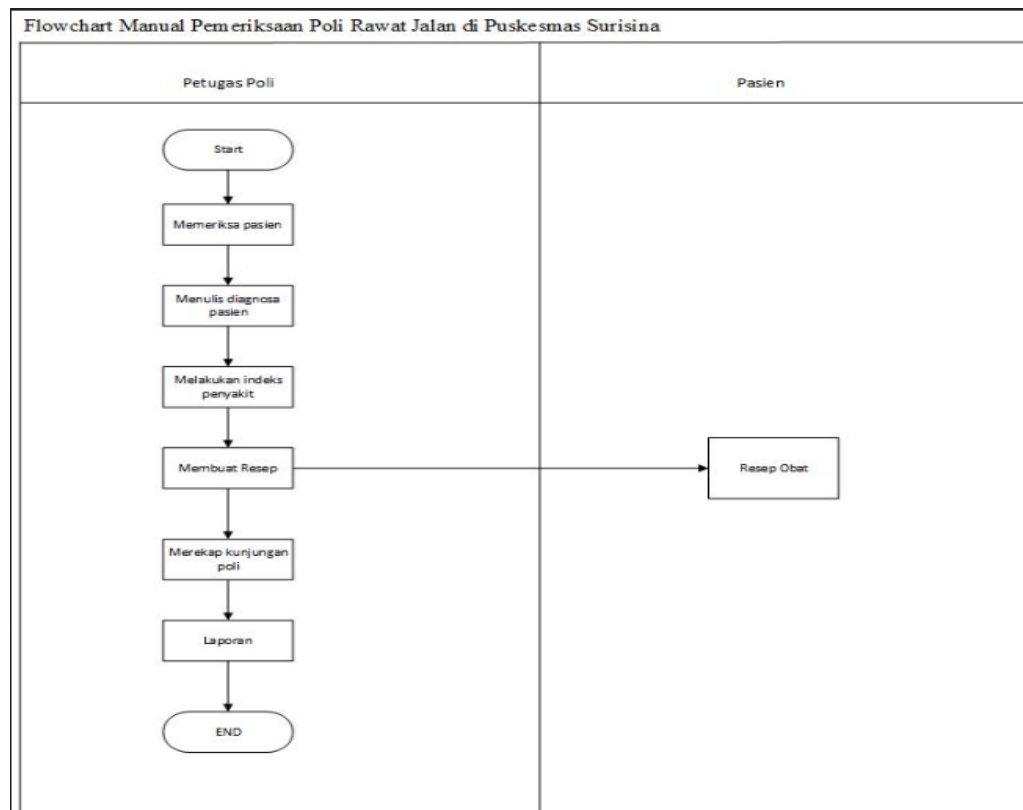 Flowchart Manual Pemeriksaan Poli Rawat Jalan di Puskesmas Surisina
Petugas Poli
Pasien
Start
Memeriksa pasien
Menulis diagnosa
pasien
Melakukan indeks
penyakit
Membuat Resep
Resep Obat
Merekap kunjungan
poli
Laporan
END